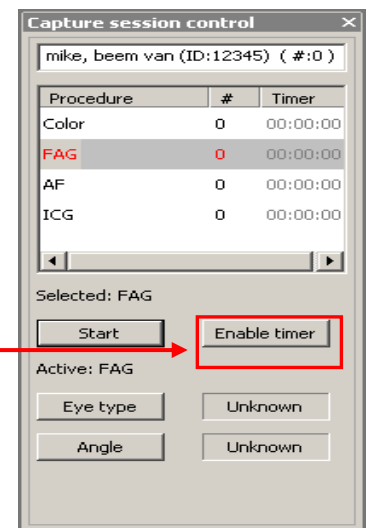 Capture session control ×
mike, beem van (ID:12345) ( #:0 )
Procedure # Timer
Color 0 00:00:00
FAG 0 00:00:00
AF 0 00:00:00
ICG 0 00:00:00
Selected: FAG
Start Enable timer
Active: FAG
Eye type Unknown
Angle Unknown